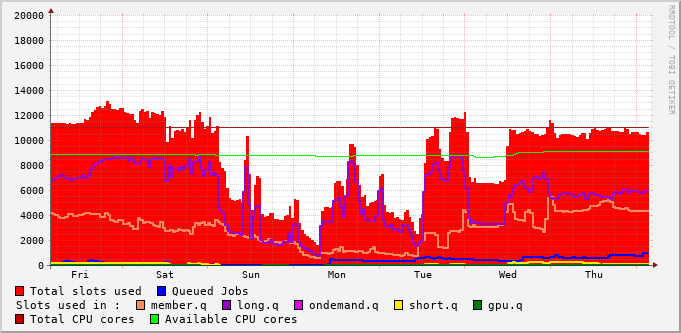 20000
18000
16000
14000
12000
10000
8000
6000
4000
2000
0
Fri Sat Sun Mon Tue Wed Thu
Total slots used Queued Jobs
Slots used in : member.q long.q ondemand.q short.q gpu.q
Total CPU cores Available CPU cores
RRDTOOL / TOBI OETIKER